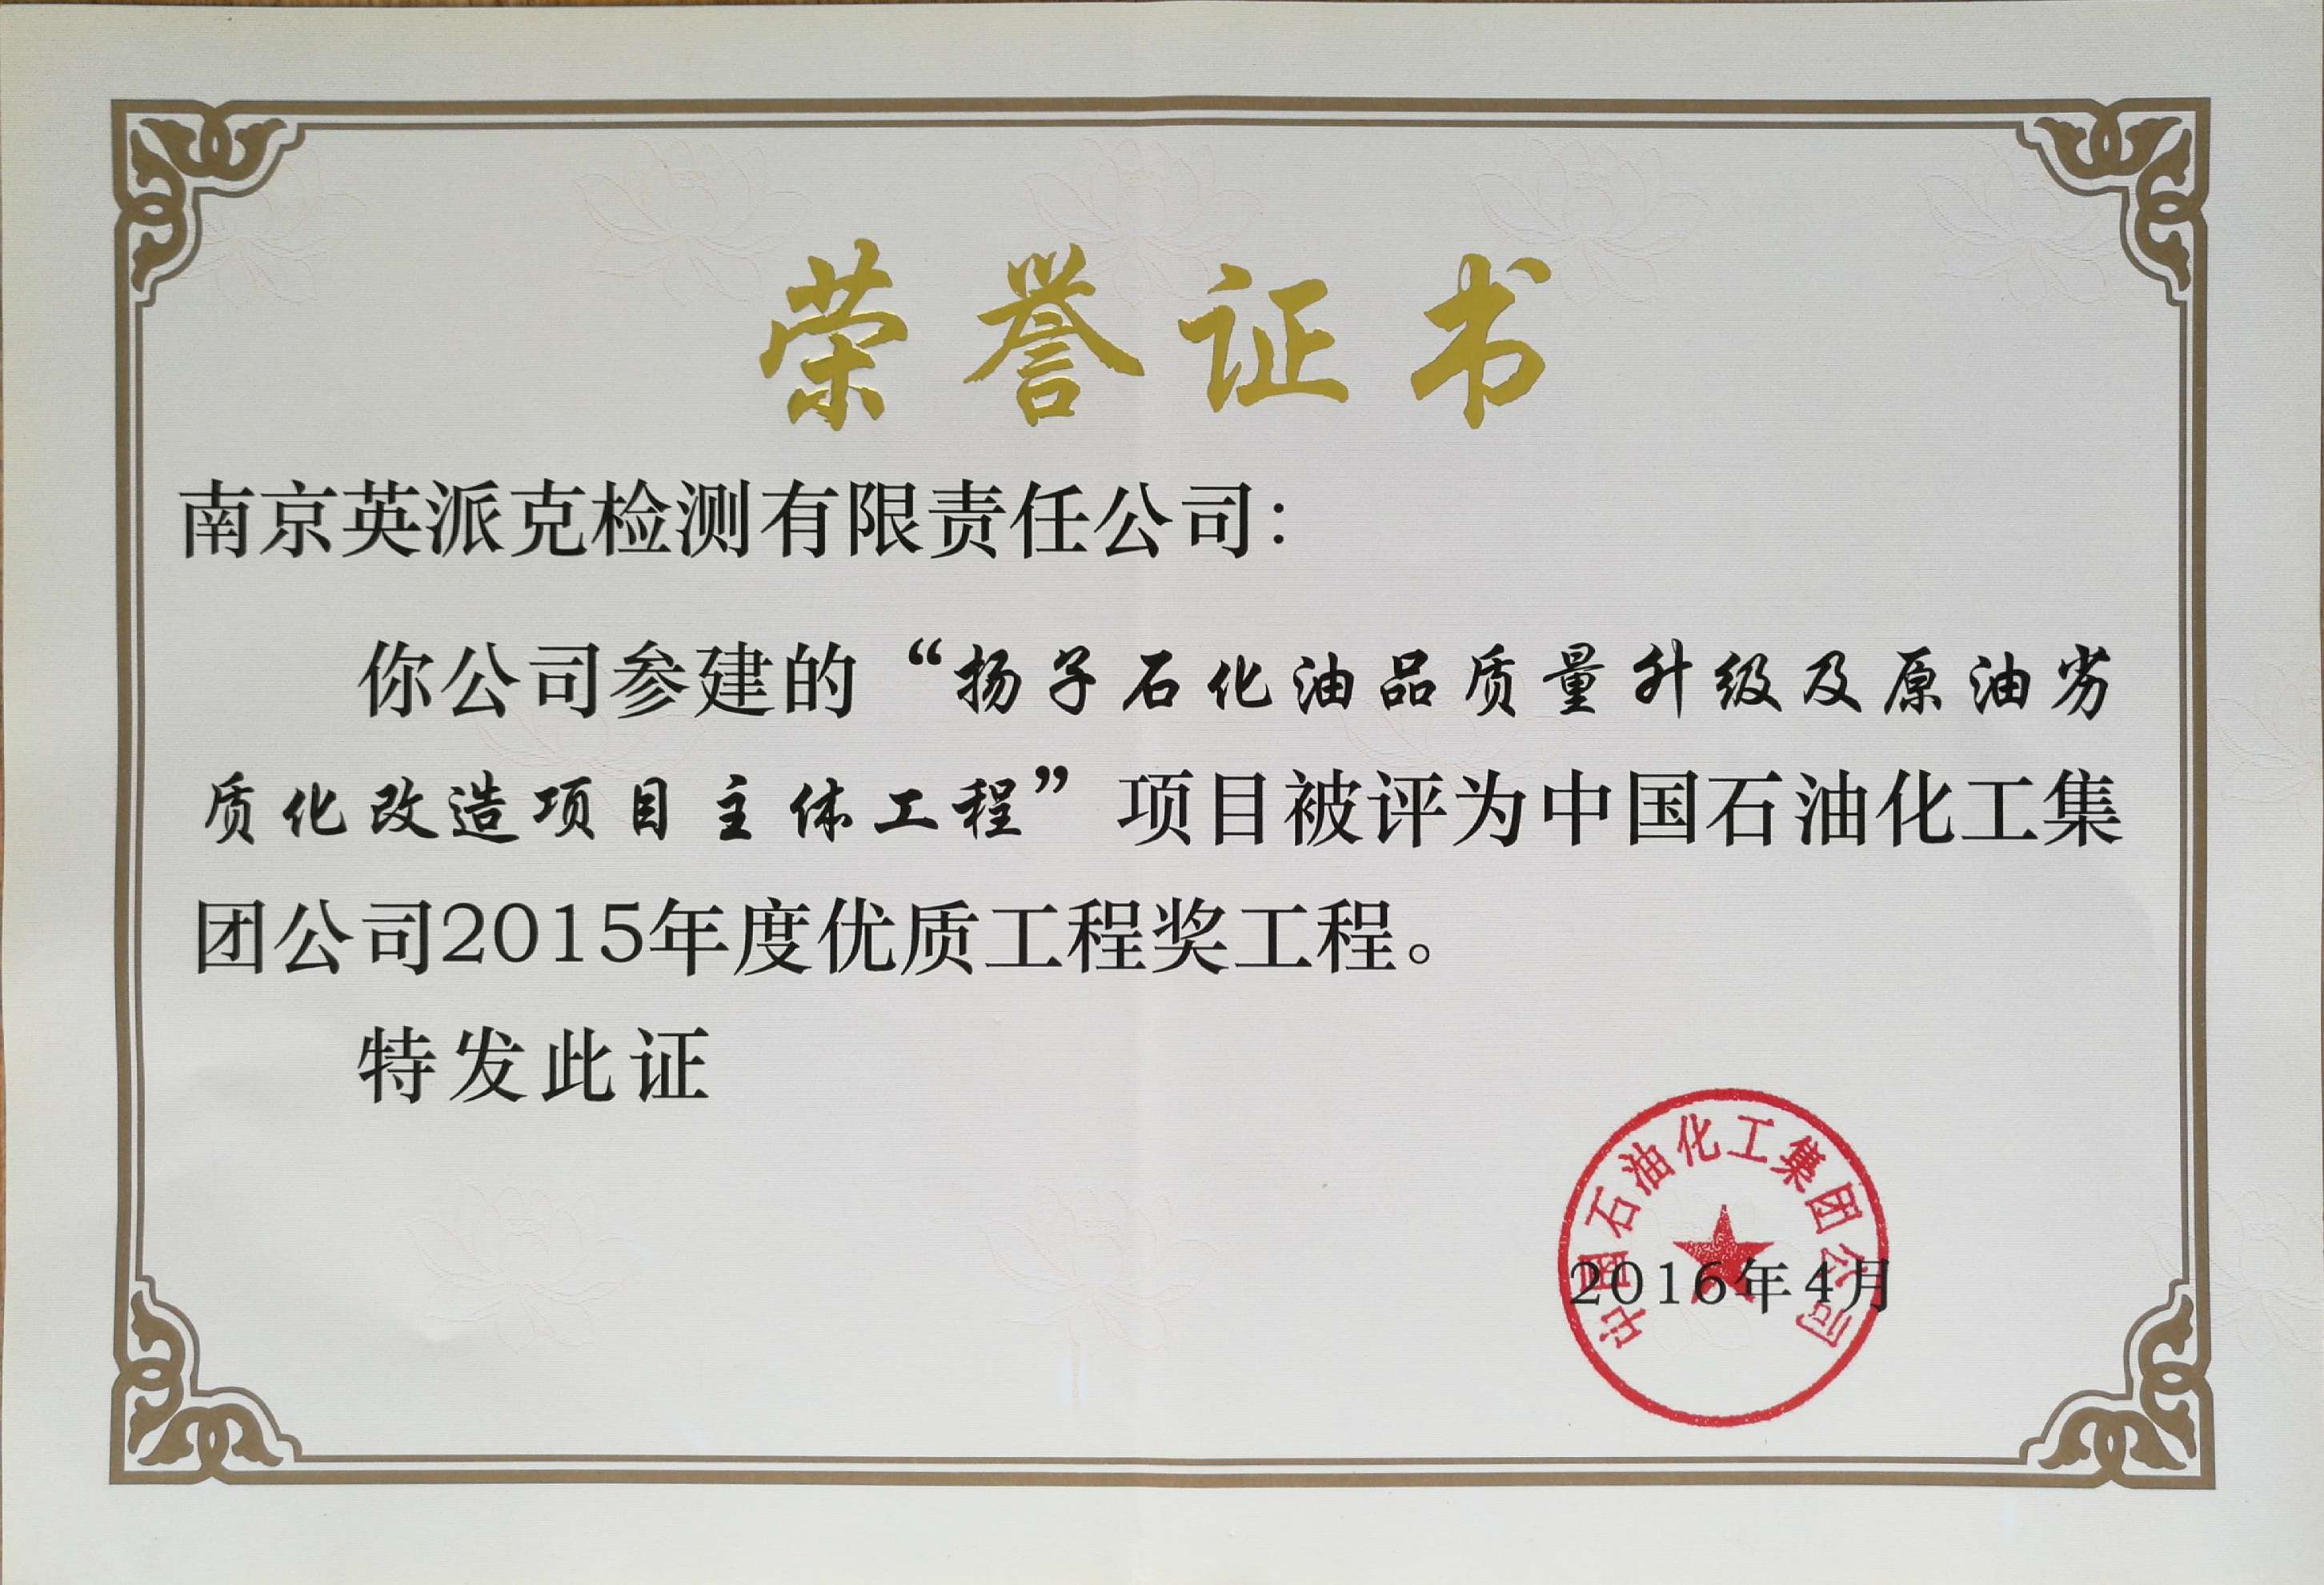 荣誉证书
南京英派克检测有限责任公司：
你公司参建的“扬子石化油品质量升级及原油劣
质化改造项目主体工程”项目被评为中国石油化工集
团公司2015年度优质工程奖工程。
特发此证
中国石油化工集团公司
2016年4月